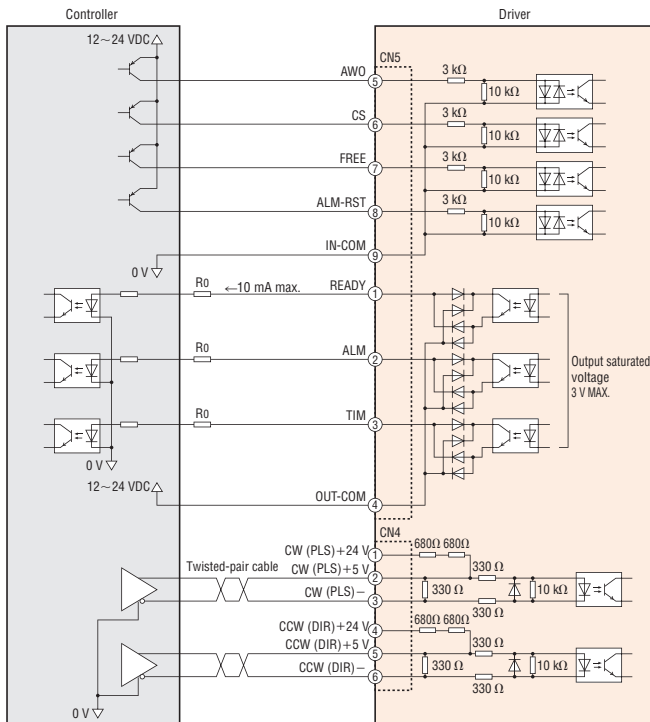 Controller
Driver
12~24 VDC
CN5
AWO
5
3 kΩ
10 kΩ
CS
6
3 kΩ
10 kΩ
FREE
7
3 kΩ
10 kΩ
ALM-RST
8
3 kΩ
10 kΩ
IN-COM
9
0 V
R0
←10 mA max.
READY
1
R0
ALM
2
Output saturated
voltage
3 V MAX.
R0
TIM
3
0 V
12~24 VDC
OUT-COM
4
CN4
CW (PLS)+24 V
1
680Ω 680Ω
Twisted-pair cable
CW (PLS)+5 V
2
330 Ω
330 Ω
10 kΩ
CW (PLS)−
3
330 Ω
CCW (DIR)+24 V
4
680Ω 680Ω
CCW (DIR)+5 V
5
330 Ω
330 Ω
10 kΩ
CCW (DIR)−
6
330 Ω
0 V